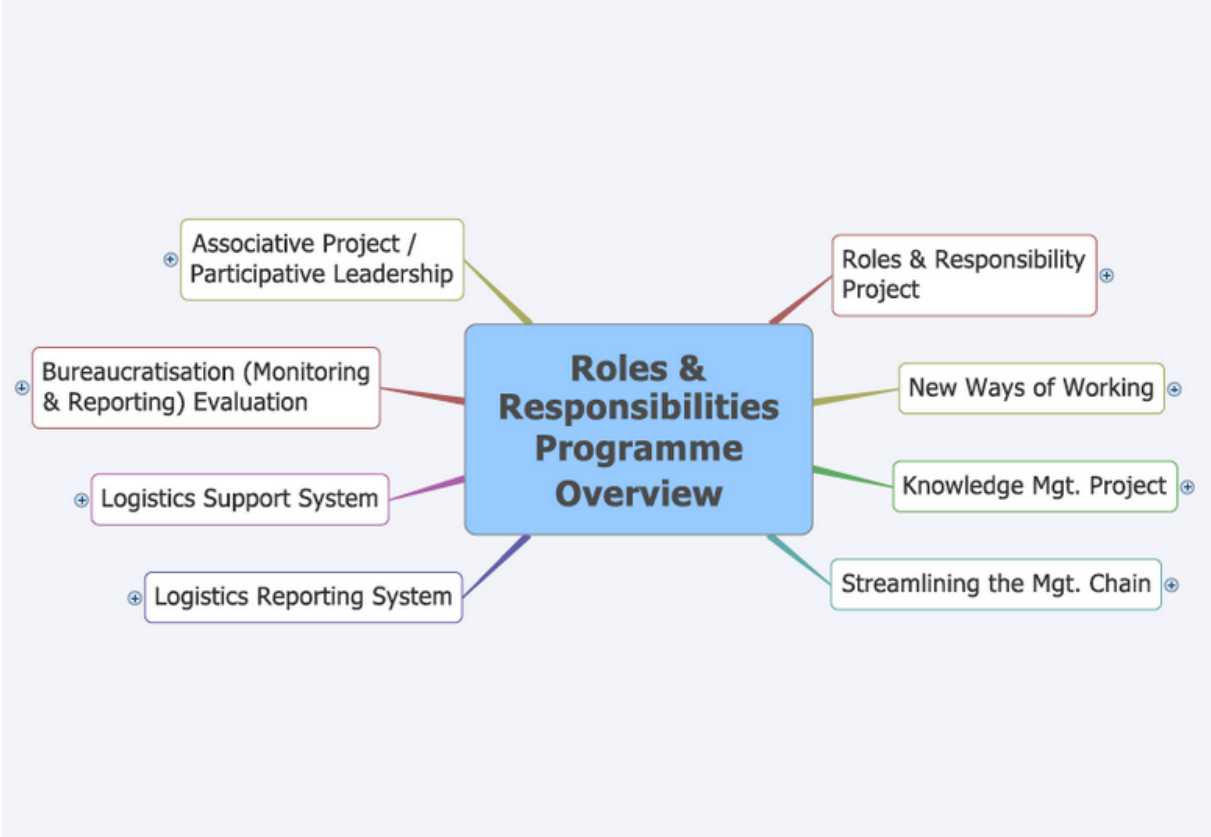 Associative Project /
Participative Leadership
Bureaucratisation (Monitoring
& Reporting) Evaluation
Logistics Support System
Logistics Reporting System
Roles &
Responsibilities
Programme
Overview
Roles & Responsibility
Project
New Ways of Working
Knowledge Mgt. Project
Streamlining the Mgt. Chain